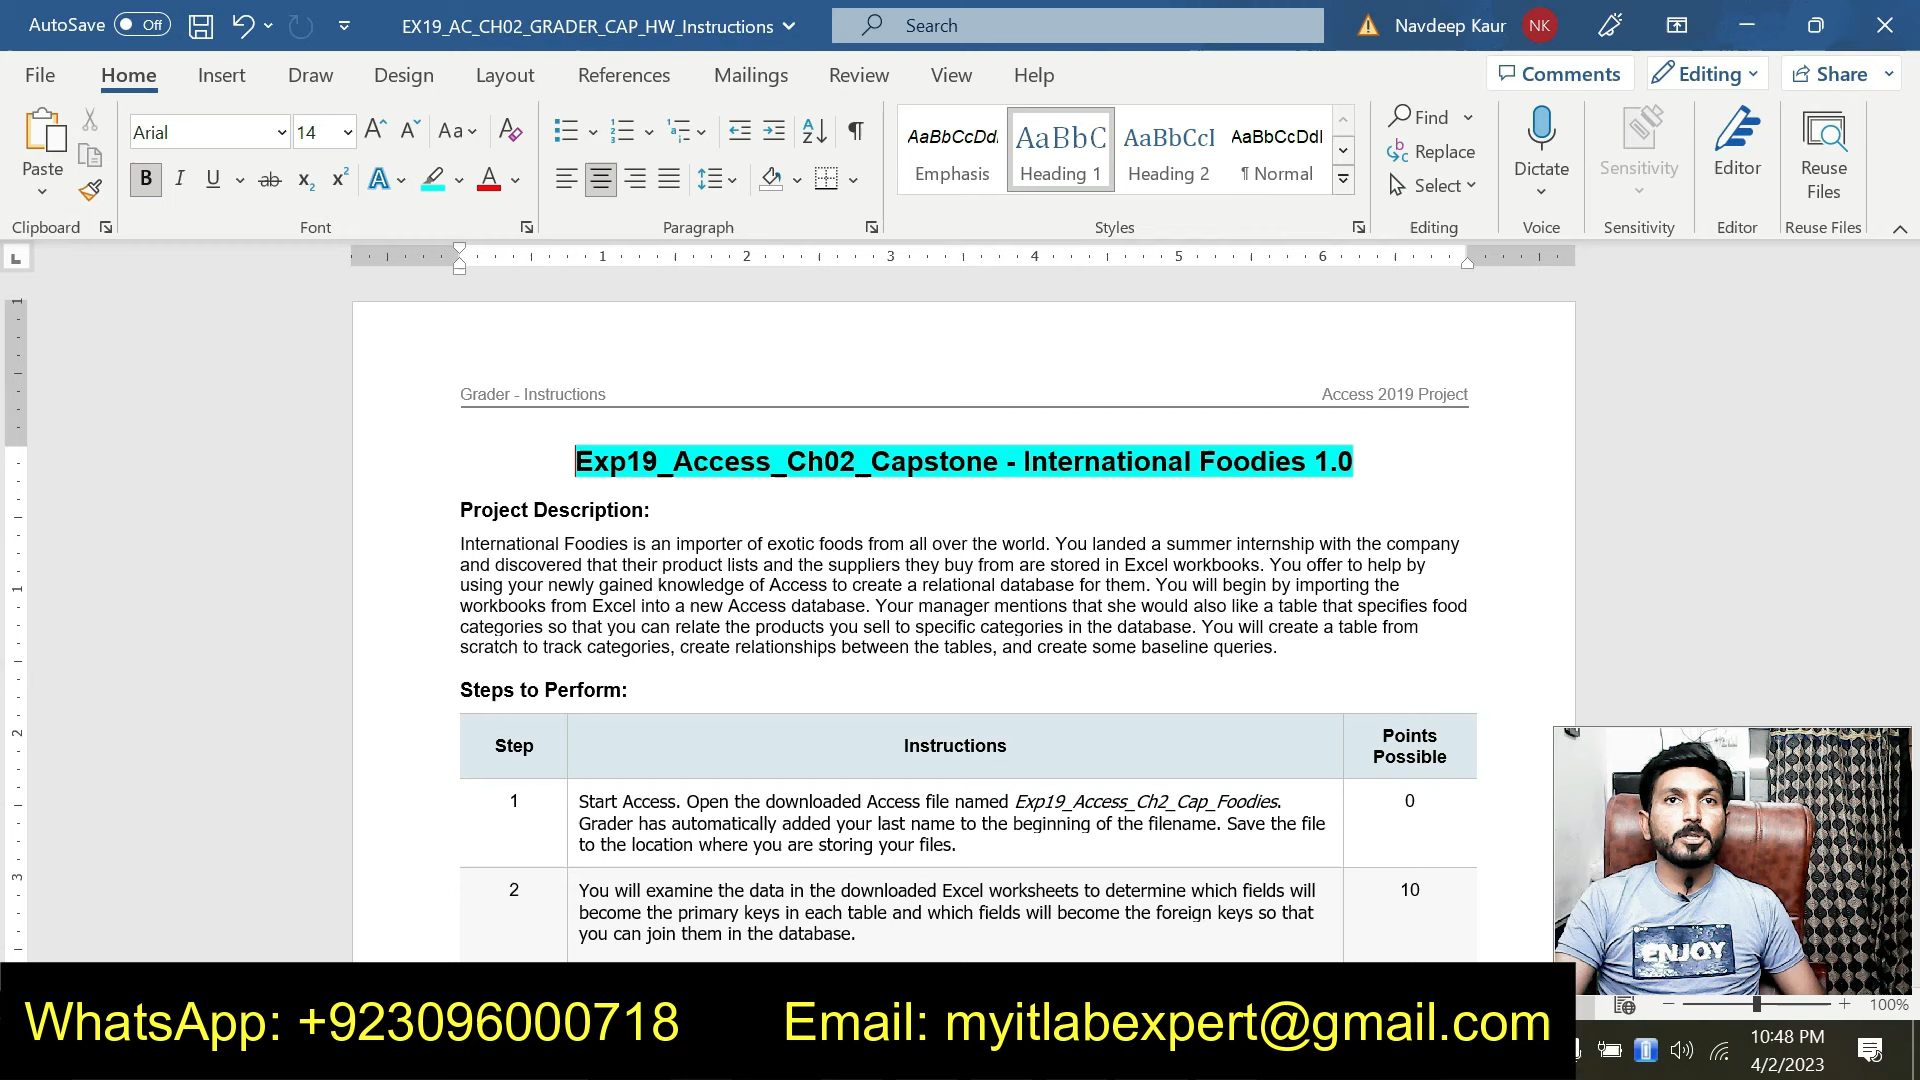 AutoSave Off
EX19_AC_CH02_GRADER_CAP_HW_Instructions
Search
Navdeep Kaur NK
File Home Insert Draw Design Layout References Mailings Review View Help
Comments Editing Share
Paste
Arial 14
Aa
B I U ab x₂ x² A A
AaBbCcDd. AaBbC AaBbCcI AaBbCcDdI
Emphasis Heading 1 Heading 2 ¶ Normal
Find
Replace
Select
Dictate Sensitivity Editor Reuse Files
Clipboard Font Paragraph Styles Editing Voice Sensitivity Editor Reuse Files
1 2 3 4 5 6
1
1
2
3
Grader - Instructions Access 2019 Project
Exp19_Access_Ch02_Capstone - International Foodies 1.0
Project Description:
International Foodies is an importer of exotic foods from all over the world. You landed a summer internship with the company
and discovered that their product lists and the suppliers they buy from are stored in Excel workbooks. You offer to help by
using your newly gained knowledge of Access to create a relational database for them. You will begin by importing the
workbooks from Excel into a new Access database. Your manager mentions that she would also like a table that specifies food
categories so that you can relate the products you sell to specific categories in the database. You will create a table from
scratch to track categories, create relationships between the tables, and create some baseline queries.
Steps to Perform:
Step Instructions Points Possible
1 Start Access. Open the downloaded Access file named Exp19_Access_Ch2_Cap_Foodies. 0
Grader has automatically added your last name to the beginning of the filename. Save the file
to the location where you are storing your files.
2 You will examine the data in the downloaded Excel worksheets to determine which fields will 10
become the primary keys in each table and which fields will become the foreign keys so that
you can join them in the database.
ENJOY
WhatsApp: +923096000718 Email: myitlabexpert@gmail.com
100%
10:48 PM
4/2/2023